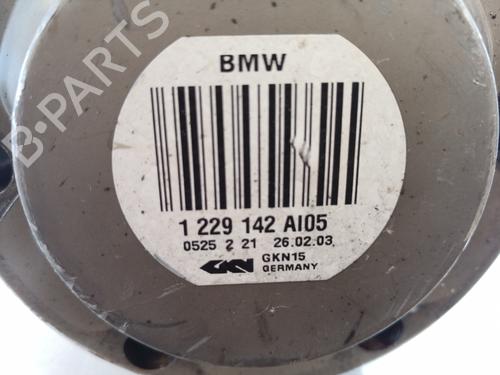 B-PARTS
BMW
1 229 142 AI05
0525 2 21 26.02.03
GKN GKN15
GERMANY